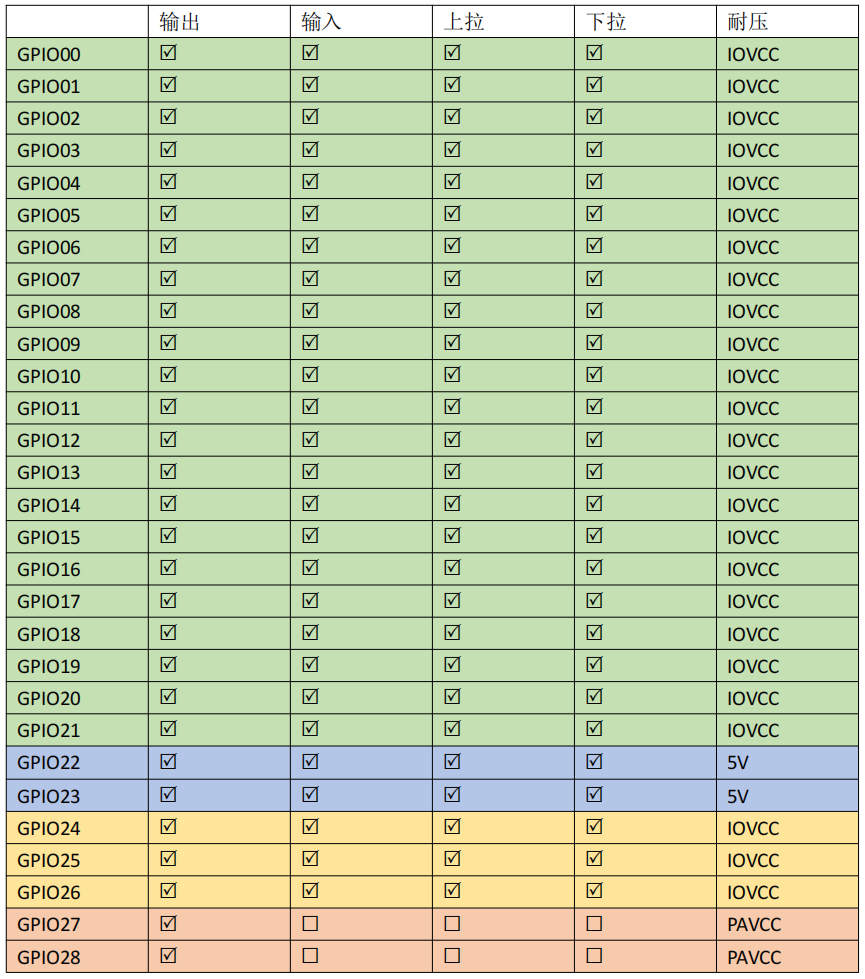 输出 输入 上拉 下拉 耐压
GPIO00 ☑ ☑ ☑ ☑ IOVCC
GPIO01 ☑ ☑ ☑ ☑ IOVCC
GPIO02 ☑ ☑ ☑ ☑ IOVCC
GPIO03 ☑ ☑ ☑ ☑ IOVCC
GPIO04 ☑ ☑ ☑ ☑ IOVCC
GPIO05 ☑ ☑ ☑ ☑ IOVCC
GPIO06 ☑ ☑ ☑ ☑ IOVCC
GPIO07 ☑ ☑ ☑ ☑ IOVCC
GPIO08 ☑ ☑ ☑ ☑ IOVCC
GPIO09 ☑ ☑ ☑ ☑ IOVCC
GPIO10 ☑ ☑ ☑ ☑ IOVCC
GPIO11 ☑ ☑ ☑ ☑ IOVCC
GPIO12 ☑ ☑ ☑ ☑ IOVCC
GPIO13 ☑ ☑ ☑ ☑ IOVCC
GPIO14 ☑ ☑ ☑ ☑ IOVCC
GPIO15 ☑ ☑ ☑ ☑ IOVCC
GPIO16 ☑ ☑ ☑ ☑ IOVCC
GPIO17 ☑ ☑ ☑ ☑ IOVCC
GPIO18 ☑ ☑ ☑ ☑ IOVCC
GPIO19 ☑ ☑ ☑ ☑ IOVCC
GPIO20 ☑ ☑ ☑ ☑ IOVCC
GPIO21 ☑ ☑ ☑ ☑ IOVCC
GPIO22 ☑ ☑ ☑ ☑ 5V
GPIO23 ☑ ☑ ☑ ☑ 5V
GPIO24 ☑ ☑ ☑ ☑ IOVCC
GPIO25 ☑ ☑ ☑ ☑ IOVCC
GPIO26 ☑ ☑ ☑ ☑ IOVCC
GPIO27 ☑ ☐ ☐ ☐ PAVCC
GPIO28 ☑ ☐ ☐ ☐ PAVCC